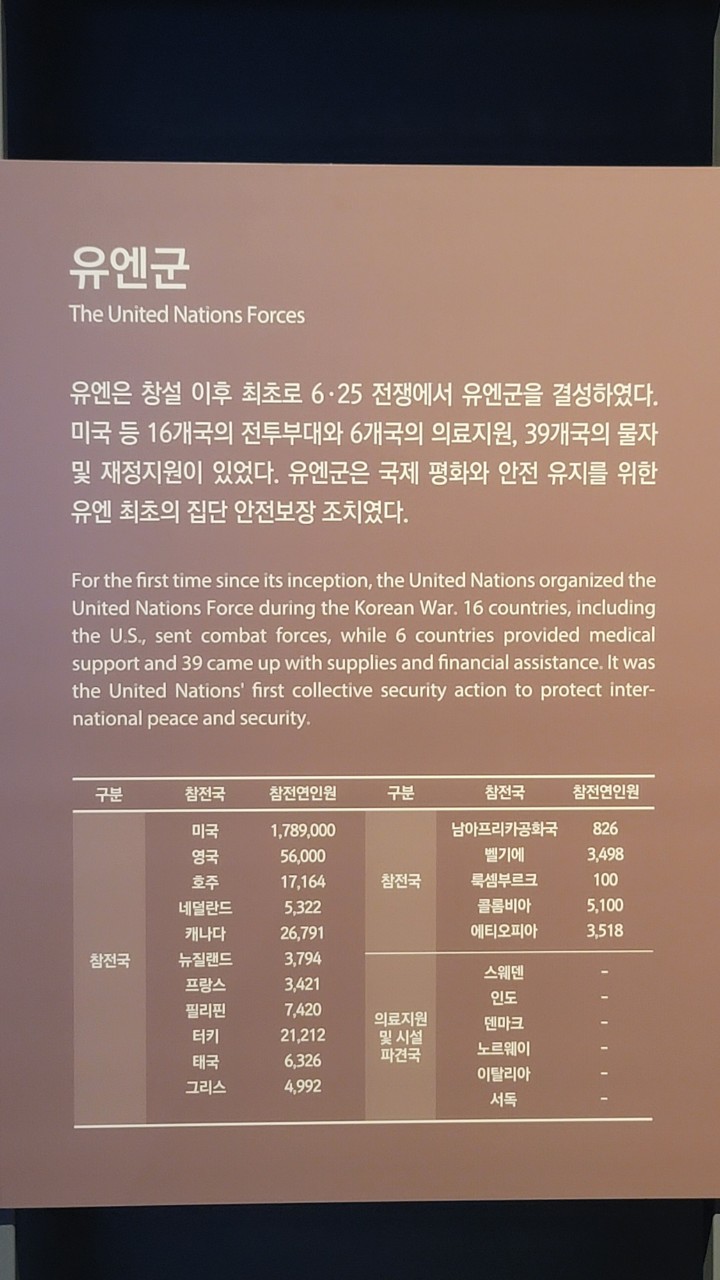 유엔군
The United Nations Forces
유엔은 창설 이후 최초로 6·25 전쟁에서 유엔군을 결성하였다.
미국 등 16개국의 전투부대와 6개국의 의료지원, 39개국의 물자
및 재정지원이 있었다. 유엔군은 국제 평화와 안전 유지를 위한
유엔 최초의 집단 안전보장 조치였다.
For the first time since its inception, the United Nations organized the
United Nations Force during the Korean War. 16 countries, including
the U.S., sent combat forces, while 6 countries provided medical
support and 39 came up with supplies and financial assistance. It was
the United Nations' first collective security action to protect inter-
national peace and security.
구분 참전국 참전연인원 구분 참전국 참전연인원
미국 1,789,000 남아프리카공화국 826
영국 56,000 벨기에 3,498
호주 17,164 참전국 룩셈부르크 100
네덜란드 5,322 콜롬비아 5,100
캐나다 26,791 에티오피아 3,518
참전국 뉴질랜드 3,794
프랑스 3,421 스웨덴 -
필리핀 7,420 인도 -
의료지원 덴마크 -
터키 21,212 및 시설 노르웨이 -
태국 6,326 파견국 이탈리아 -
그리스 4,992 서독 -